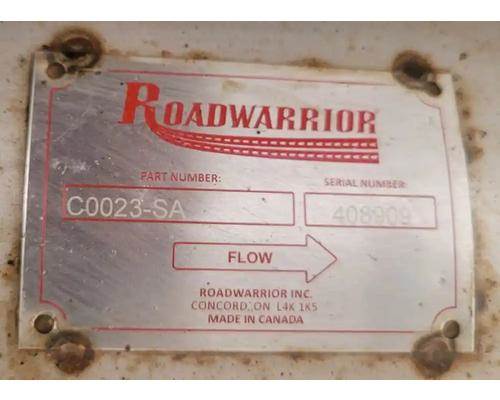 ROADWARRIOR
PART NUMBER: SERIAL NUMBER:
C0023-SA 408909
FLOW
ROADWARRIOR INC.
CONCORD, ON L4K 1K5
MADE IN CANADA